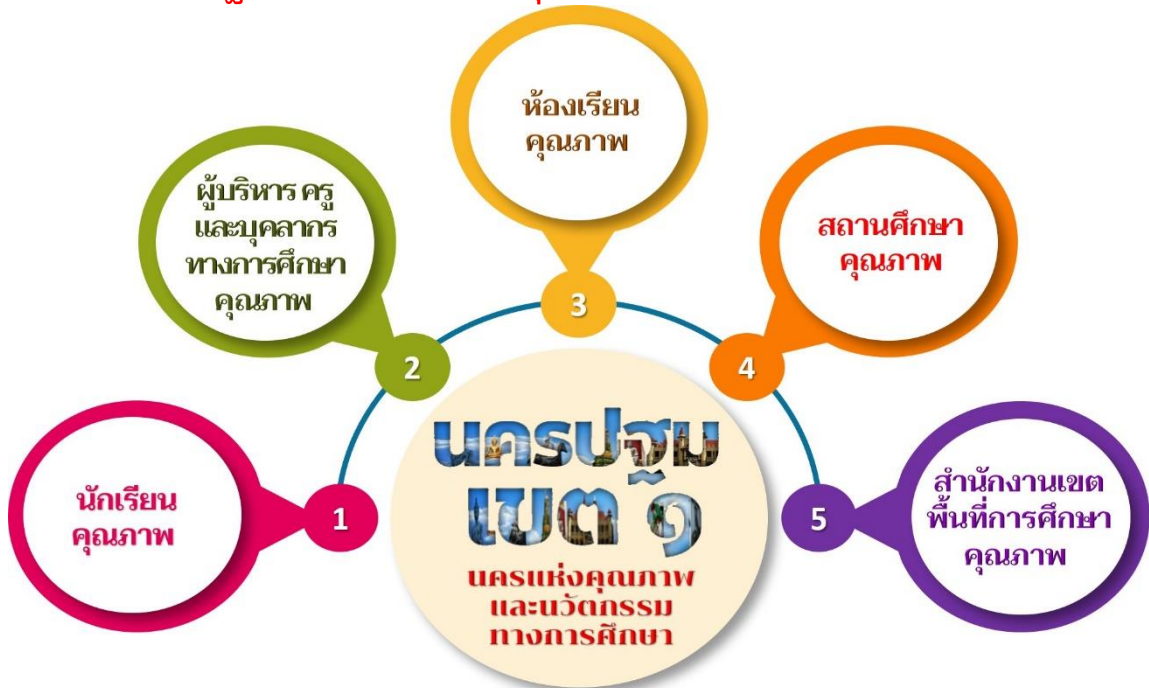 นักเรียน
คุณภาพ
1
ผู้บริหาร ครู
และบุคลากร
ทางการศึกษา
คุณภาพ
2
ห้องเรียน
คุณภาพ
3
สถานศึกษา
คุณภาพ
4
สำนักงานเขต
พื้นที่การศึกษา
คุณภาพ
5
นครปฐม
เขต ๑
นครแห่งคุณภาพ
และนวัตกรรม
ทางการศึกษา